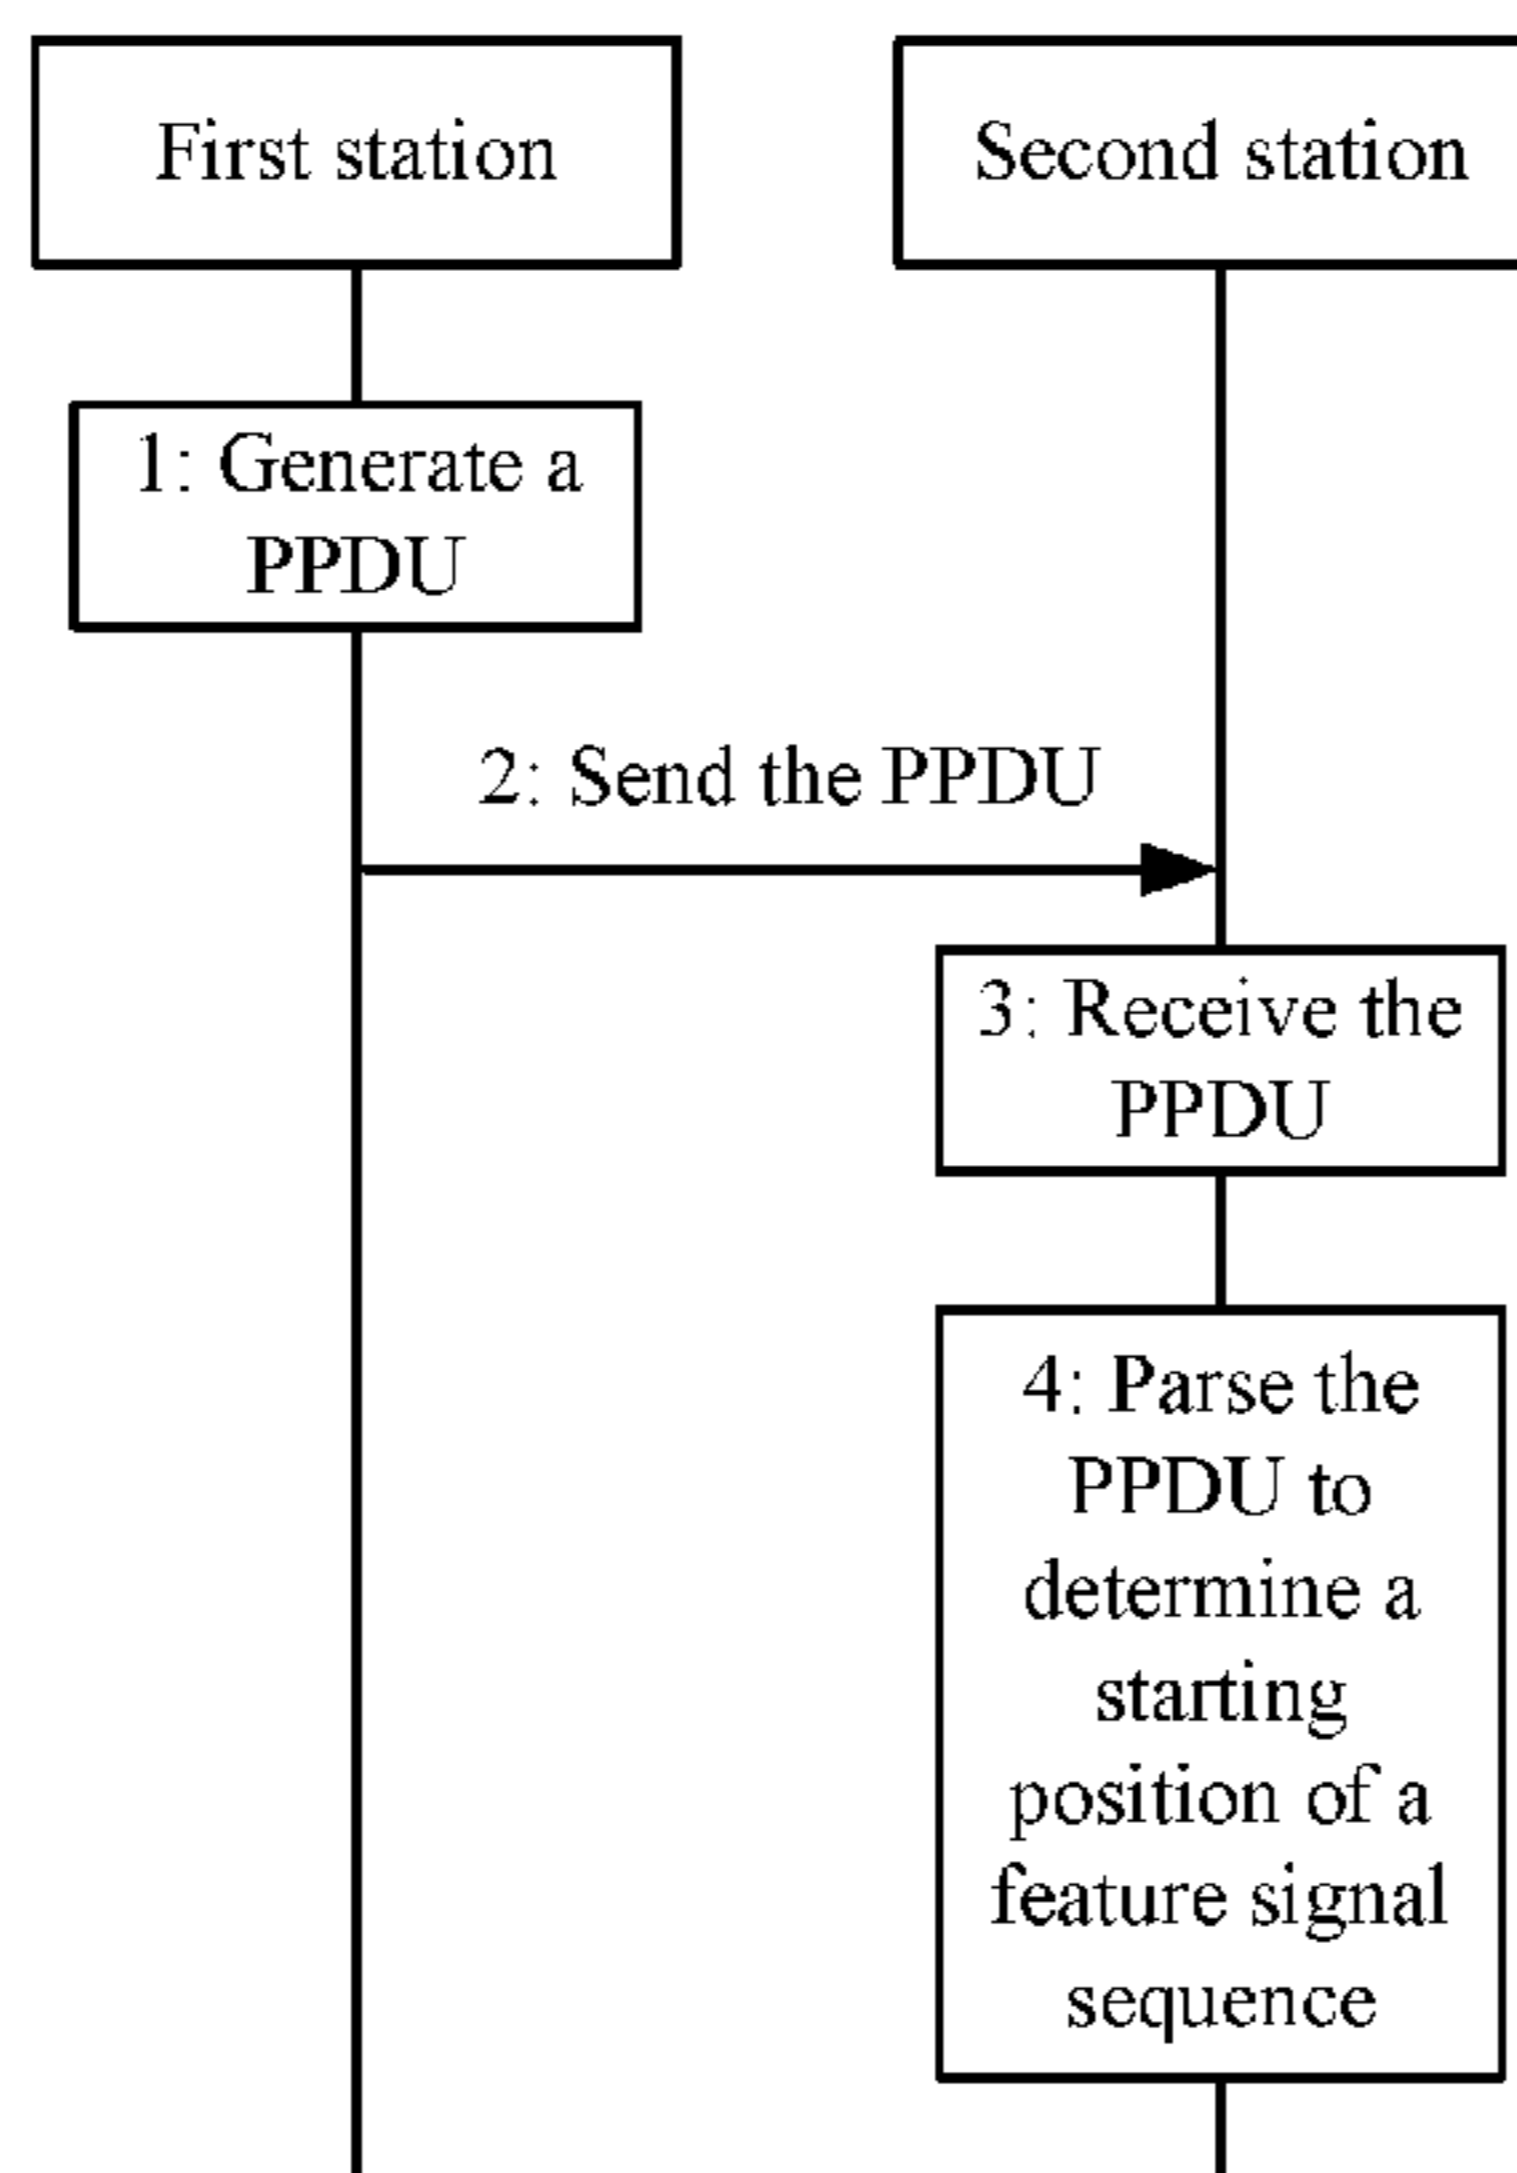 First station
Second station
1: Generate a
PPDU
2: Send the PPDU
3: Receive the
PPDU
4: Parse the
PPDU to
determine a
starting
position of a
feature signal
sequence